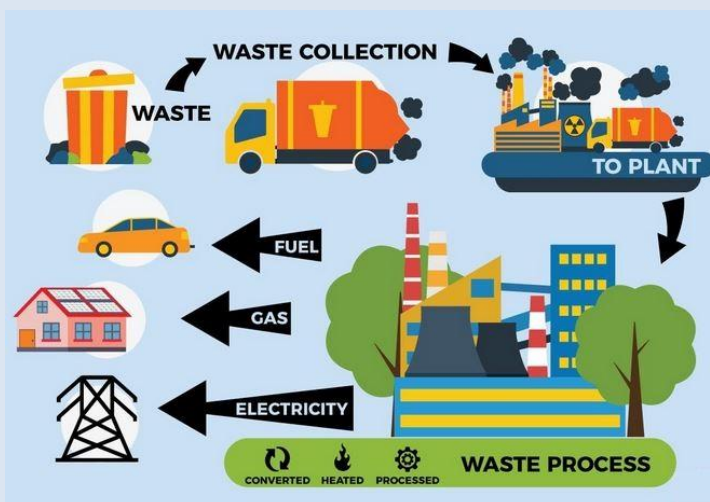 WASTE COLLECTION
WASTE
TO PLANT
FUEL
GAS
ELECTRICITY
CONVERTED HEATED PROCESSED WASTE PROCESS